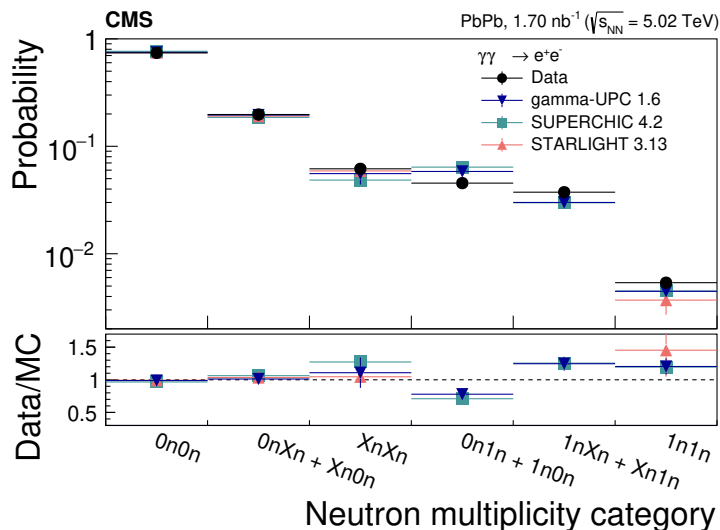 CMS PbPb, 1.70 nb⁻¹ (√s_NN = 5.02 TeV)
Probability
1
10⁻¹
10⁻²
γγ → e⁺e⁻
Data
gamma-UPC 1.6
SUPERCHIC 4.2
STARLIGHT 3.13
Data/MC
1.5
1
0.5
0n0n
0nXn + Xn0n
XnXn
0n1n + 1n0n
1nXn + Xn1n
1n1n
Neutron multiplicity category